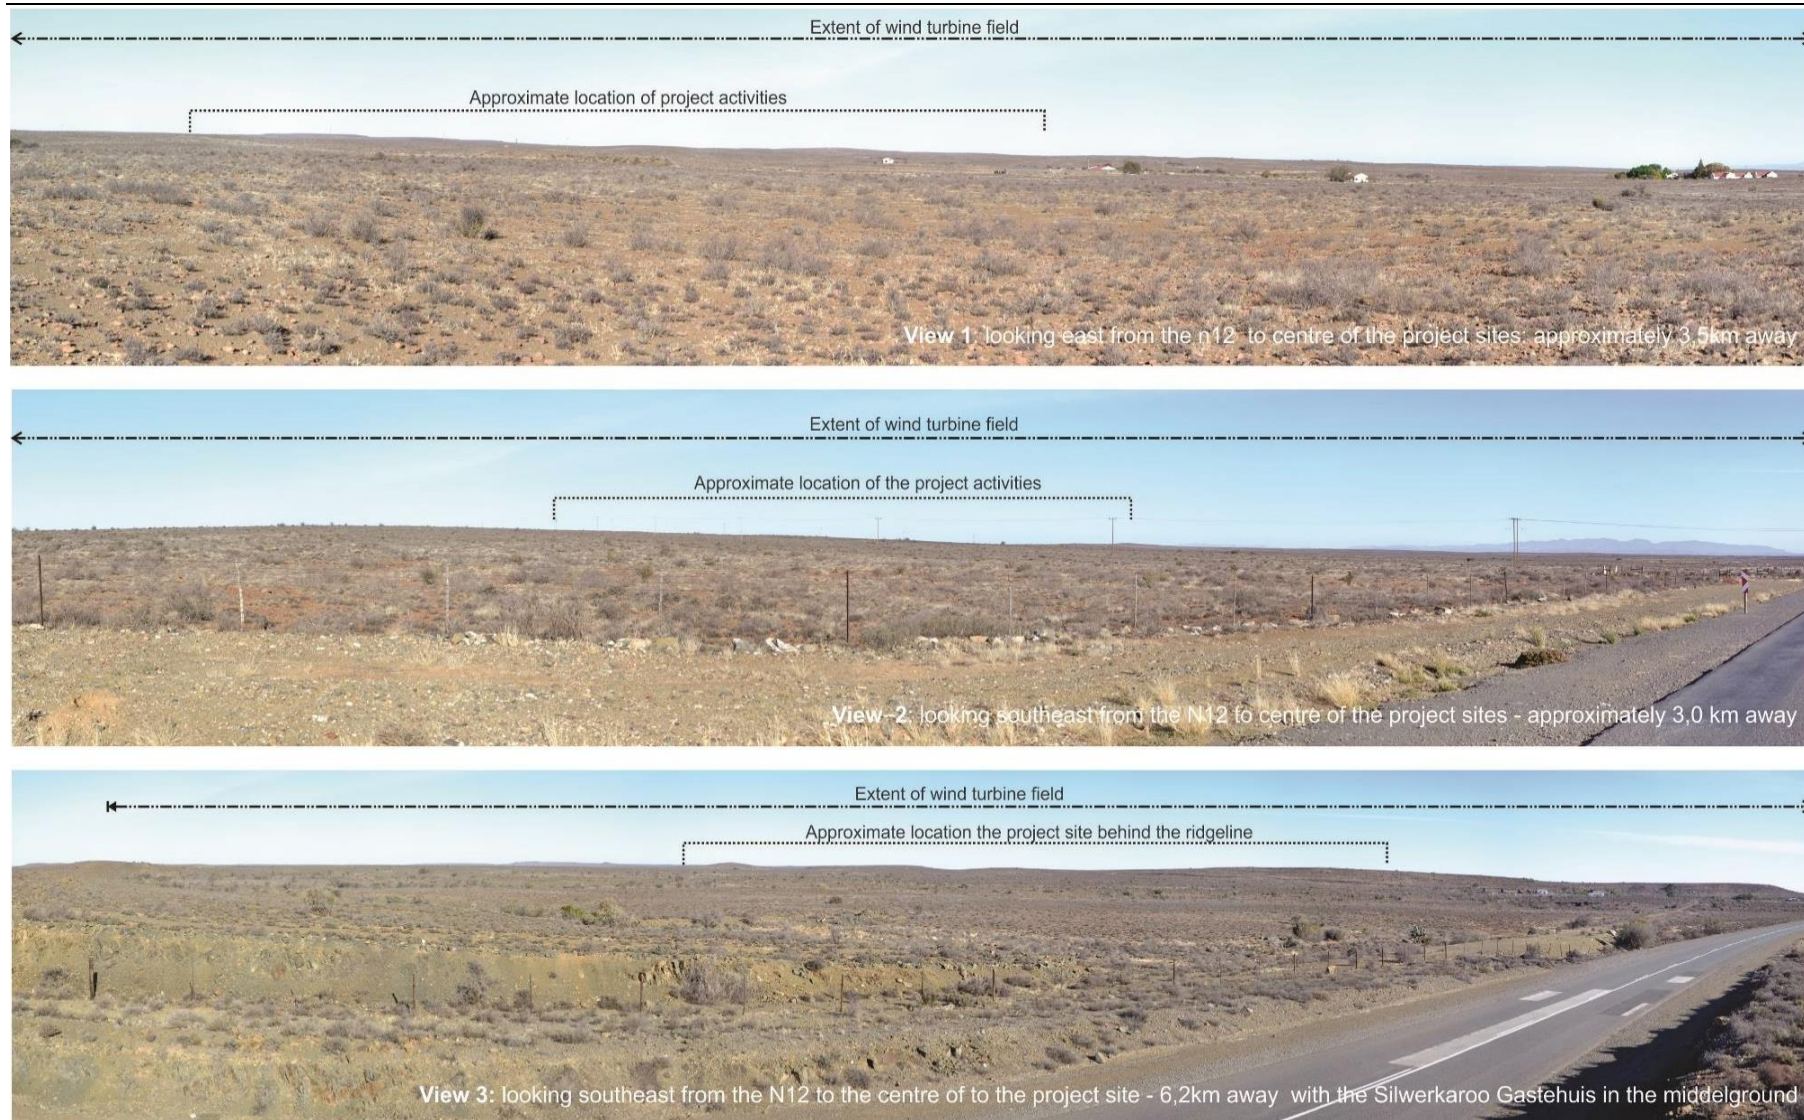 Extent of wind turbine field
Approximate location of project activities
View 1: looking east from the n12 to centre of the project sites: approximately 3,5km away
Extent of wind turbine field
Approximate location of the project activities
View 2: looking southeast from the N12 to centre of the project sites - approximately 3,0 km away
Extent of wind turbine field
Approximate location the project site behind the ridgeline
View 3: looking southeast from the N12 to the centre of to the project site - 6,2km away with the Silwerkaroo Gastehuis in the middelground